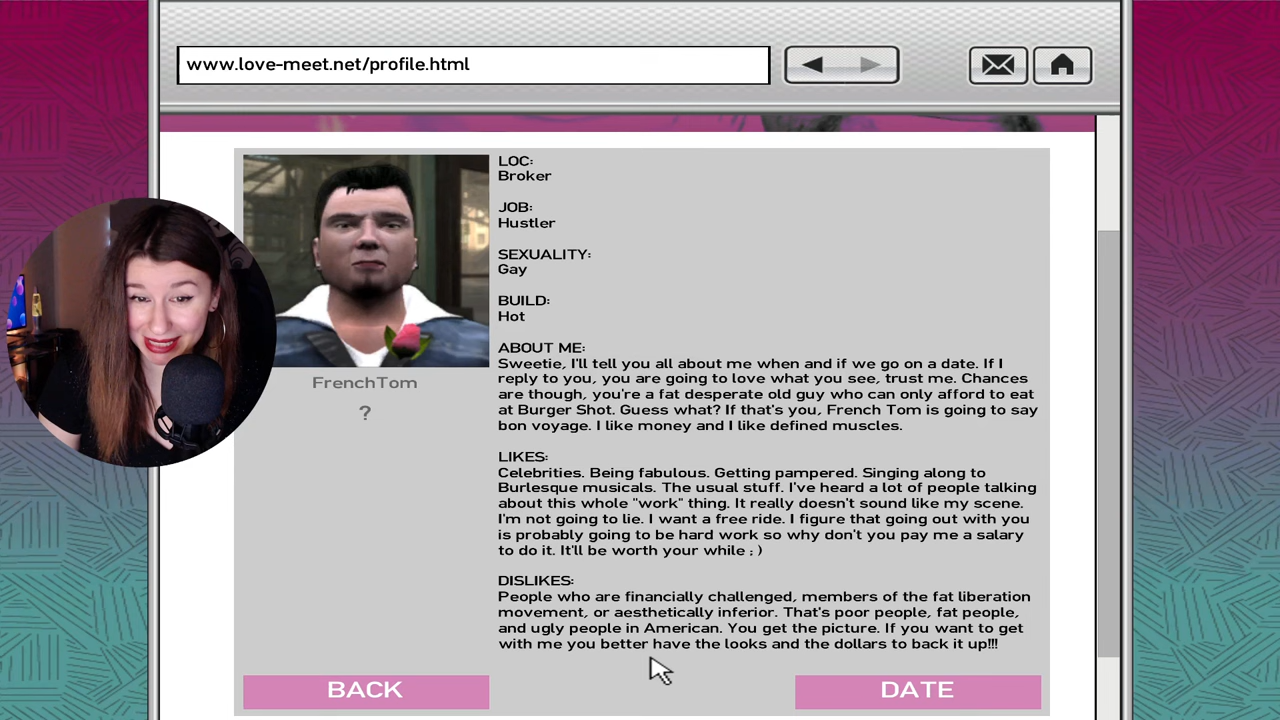 www.love-meet.net/profile.html
LOC:
Broker
JOB:
Hustler
SEXUALITY:
Gay
BUILD:
Hot
ABOUT ME:
Sweetie, I'll tell you all about me when and if we go on a date. If I
reply to you, you are going to love what you see, trust me. Chances
are though, you're a fat desperate old guy who can only afford to eat
at Burger Shot. Guess what? If that's you, French Tom is going to say
bon voyage. I like money and I like defined muscles.
LIKES:
Celebrities. Being fabulous. Getting pampered. Singing along to
Burlesque musicals. The usual stuff. I've heard a lot of people talking
about this whole "work" thing. It really doesn't sound like my scene.
I'm not going to lie. I want a free ride. I figure that going out with you
is probably going to be hard work so why don't you pay me a salary
to do it. It'll be worth your while ; )
DISLIKES:
People who are financially challenged, members of the fat liberation
movement, or aesthetically inferior. That's poor people, fat people,
and ugly people in American. You get the picture. If you want to get
with me you better have the looks and the dollars to back it up!!!
FrenchTom
?
BACK
DATE